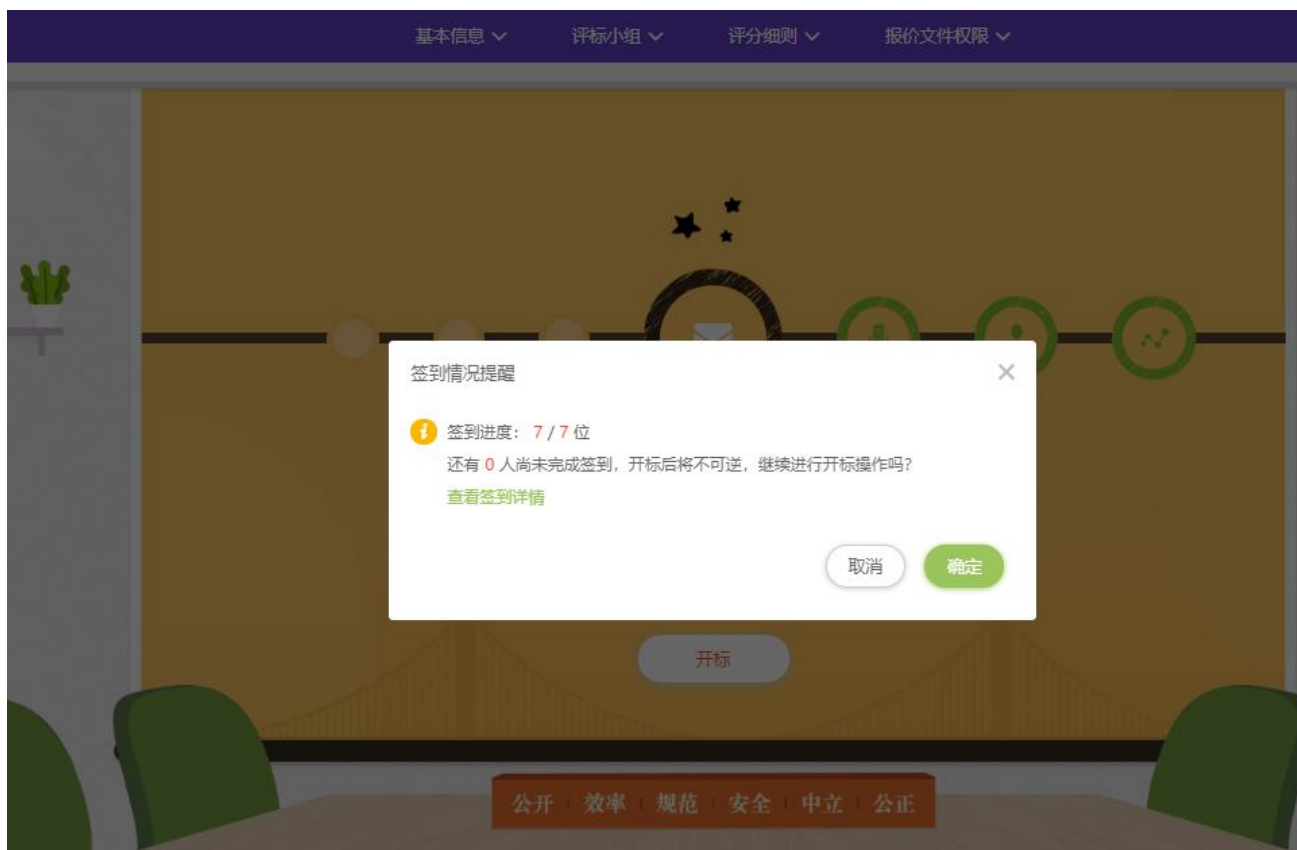 基本信息 评标小组 评分细则 报价文件权限
签到情况提醒
签到进度： 7 / 7 位
还有 0 人尚未完成签到，开标后将不可逆，继续进行开标操作吗？
查看签到详情
取消 确定
开标
公开 效率 规范 安全 中立 公正